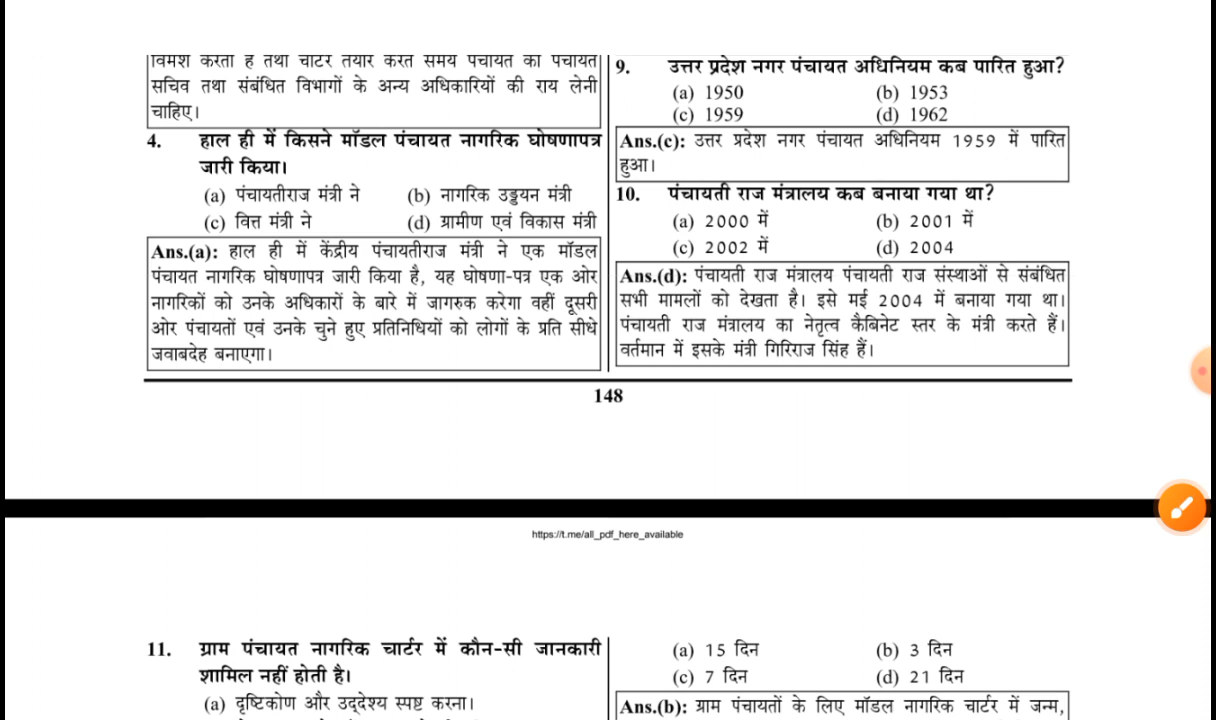 विमर्श करता है तथा चार्टर तैयार करते समय पंचायत को पंचायत
सचिव तथा संबंधित विभागों के अन्य अधिकारियों की राय लेनी
चाहिए।
4. हाल ही में किसने मॉडल पंचायत नागरिक घोषणापत्र
जारी किया।
(a) पंचायतीराज मंत्री ने (b) नागरिक उड्डयन मंत्री
(c) वित्त मंत्री ने (d) ग्रामीण एवं विकास मंत्री
Ans.(a): हाल ही में केंद्रीय पंचायतीराज मंत्री ने एक मॉडल
पंचायत नागरिक घोषणापत्र जारी किया है, यह घोषणा-पत्र एक ओर
नागरिकों को उनके अधिकारों के बारे में जागरुक करेगा वहीं दूसरी
ओर पंचायतों एवं उनके चुने हुए प्रतिनिधियों को लोगों के प्रति सीधे
जवाबदेह बनाएगा।
9. उत्तर प्रदेश नगर पंचायत अधिनियम कब पारित हुआ?
(a) 1950 (b) 1953
(c) 1959 (d) 1962
Ans.(c): उत्तर प्रदेश नगर पंचायत अधिनियम 1959 में पारित
हुआ।
10. पंचायती राज मंत्रालय कब बनाया गया था?
(a) 2000 में (b) 2001 में
(c) 2002 में (d) 2004
Ans.(d): पंचायती राज मंत्रालय पंचायती राज संस्थाओं से संबंधित
सभी मामलों को देखता है। इसे मई 2004 में बनाया गया था।
पंचायती राज मंत्रालय का नेतृत्व कैबिनेट स्तर के मंत्री करते हैं।
वर्तमान में इसके मंत्री गिरिराज सिंह हैं।
148
https://t.me/all_pdf_here_available
11. ग्राम पंचायत नागरिक चार्टर में कौन-सी जानकारी
शामिल नहीं होती है।
(a) दृष्टिकोण और उद्देश्य स्पष्ट करना।
(a) 15 दिन (b) 3 दिन
(c) 7 दिन (d) 21 दिन
Ans.(b): ग्राम पंचायतों के लिए मॉडल नागरिक चार्टर में जन्म,